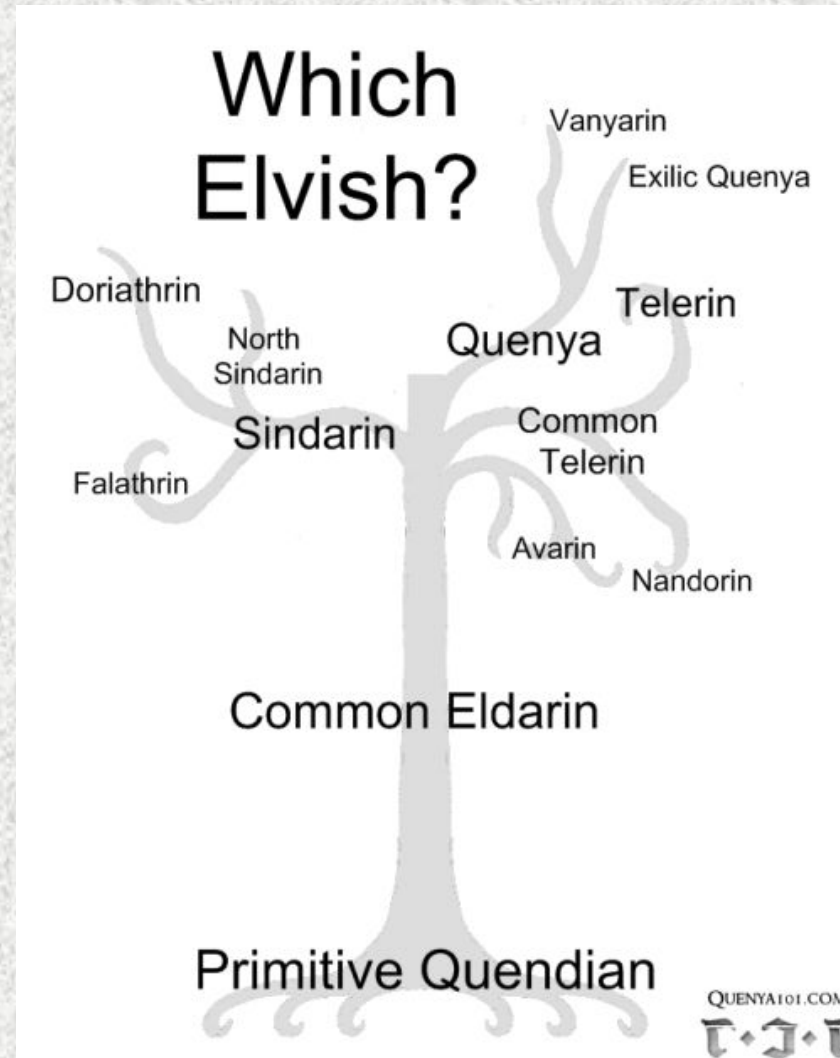 Which
Elvish?
Vanyarin
Exilic Quenya
Doriathrin
Telerin
North
Sindarin
Quenya
Sindarin
Common
Telerin
Falathrin
Avarin
Nandorin
Common Eldarin
Primitive Quendian
QUENYA101.COM